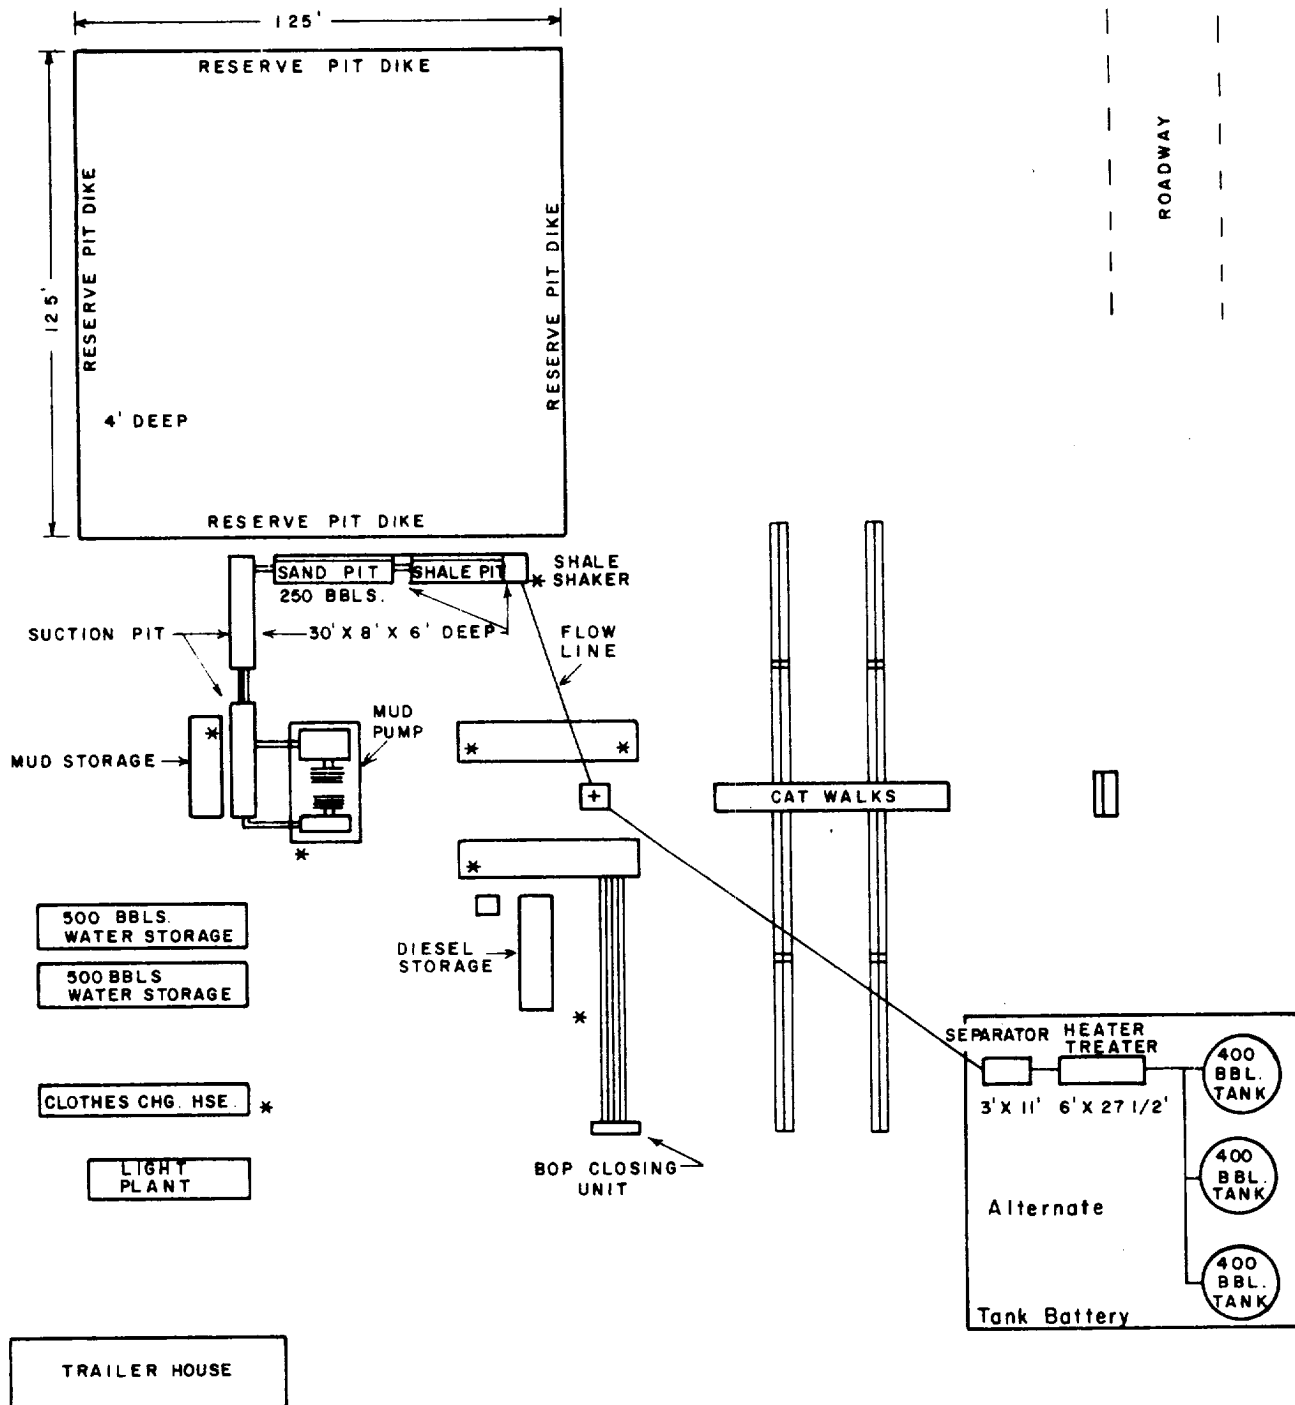 125'
RESERVE PIT DIKE
RESERVE PIT DIKE
RESERVE PIT DIKE
125'
4' DEEP
RESERVE PIT DIKE
ROADWAY
SAND PIT
SHALE PIT
* SHALE
SHAKER
250 BBLS.
SUCTION PIT
30' X 8' X 6' DEEP
FLOW
LINE
MUD
PUMP
*
MUD STORAGE
*
*
+
CAT WALKS
*
*
500 BBLS.
WATER STORAGE
500 BBLS
WATER STORAGE
DIESEL
STORAGE
*
CLOTHES CHG. HSE. *
LIGHT
PLANT
BOP CLOSING
UNIT
SEPARATOR
HEATER
TREATER
3' X 11'
6' X 27 1/2'
400
BBL.
TANK
400
BBL.
TANK
400
BBL.
TANK
Alternate
Tank Battery
TRAILER HOUSE